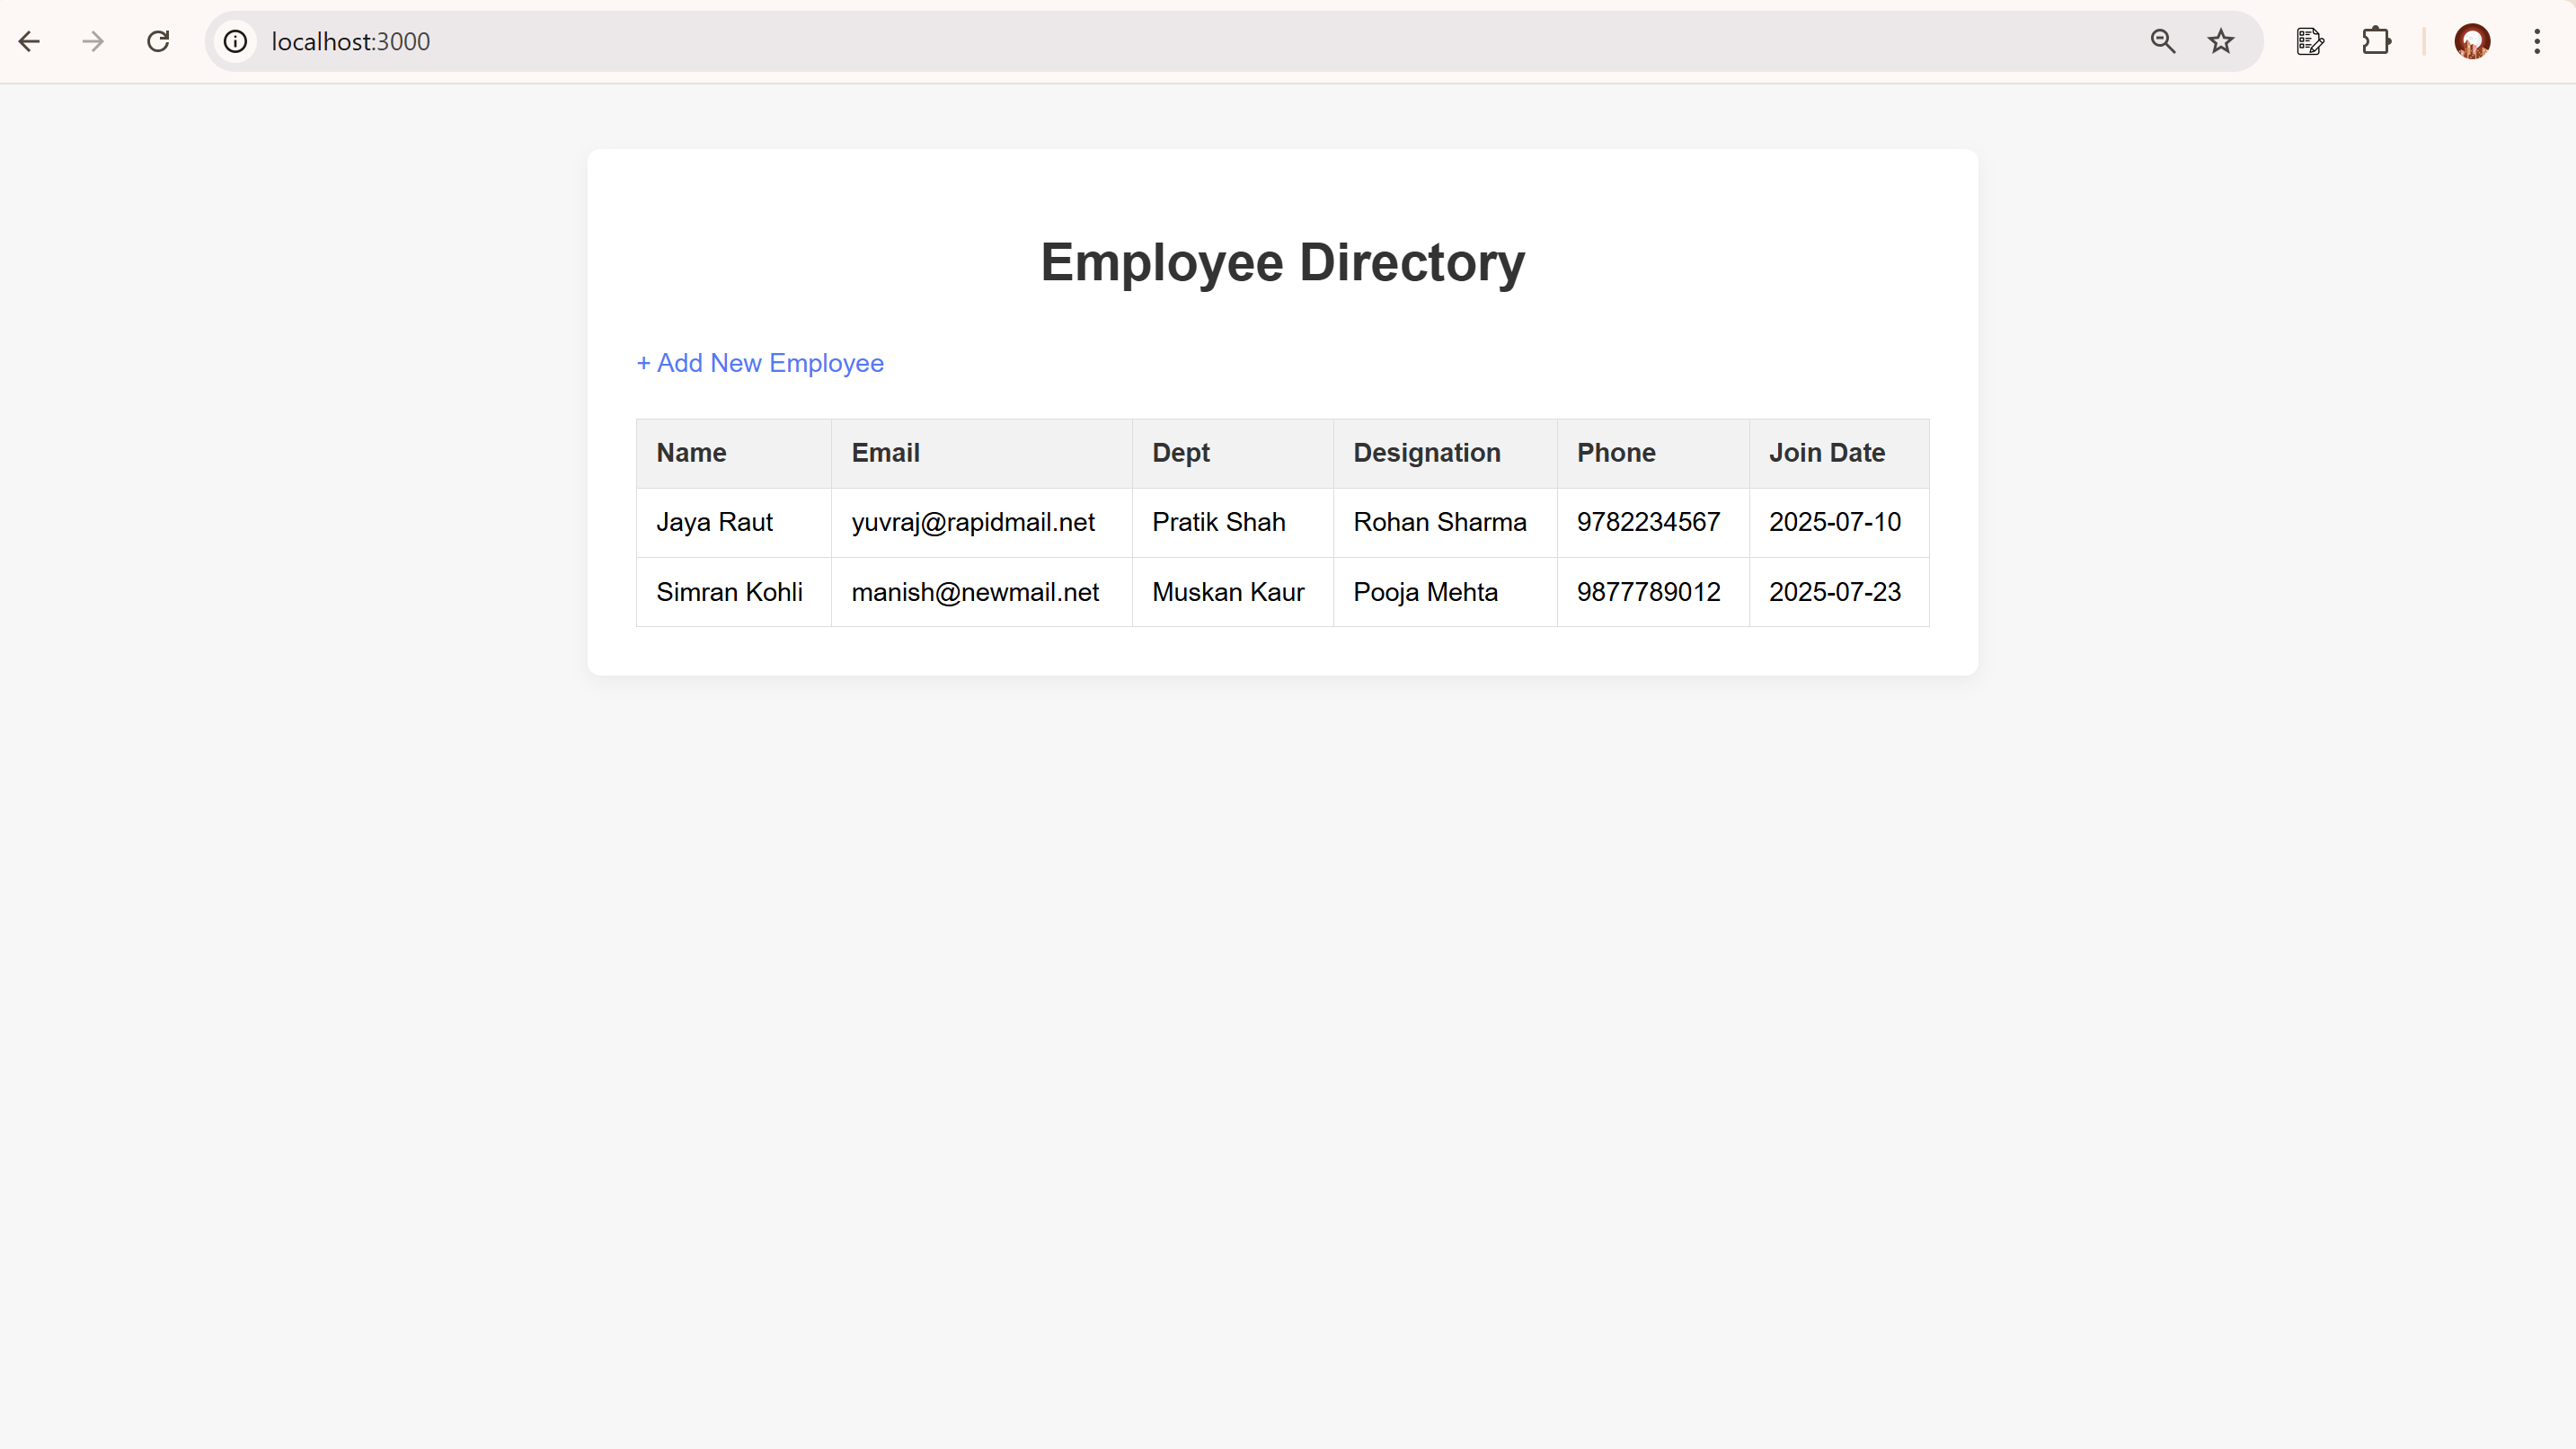 localhost:3000
Employee Directory
+ Add New Employee
Name Email Dept Designation Phone Join Date
Jaya Raut yuvraj@rapidmail.net Pratik Shah Rohan Sharma 9782234567 2025-07-10
Simran Kohli manish@newmail.net Muskan Kaur Pooja Mehta 9877789012 2025-07-23